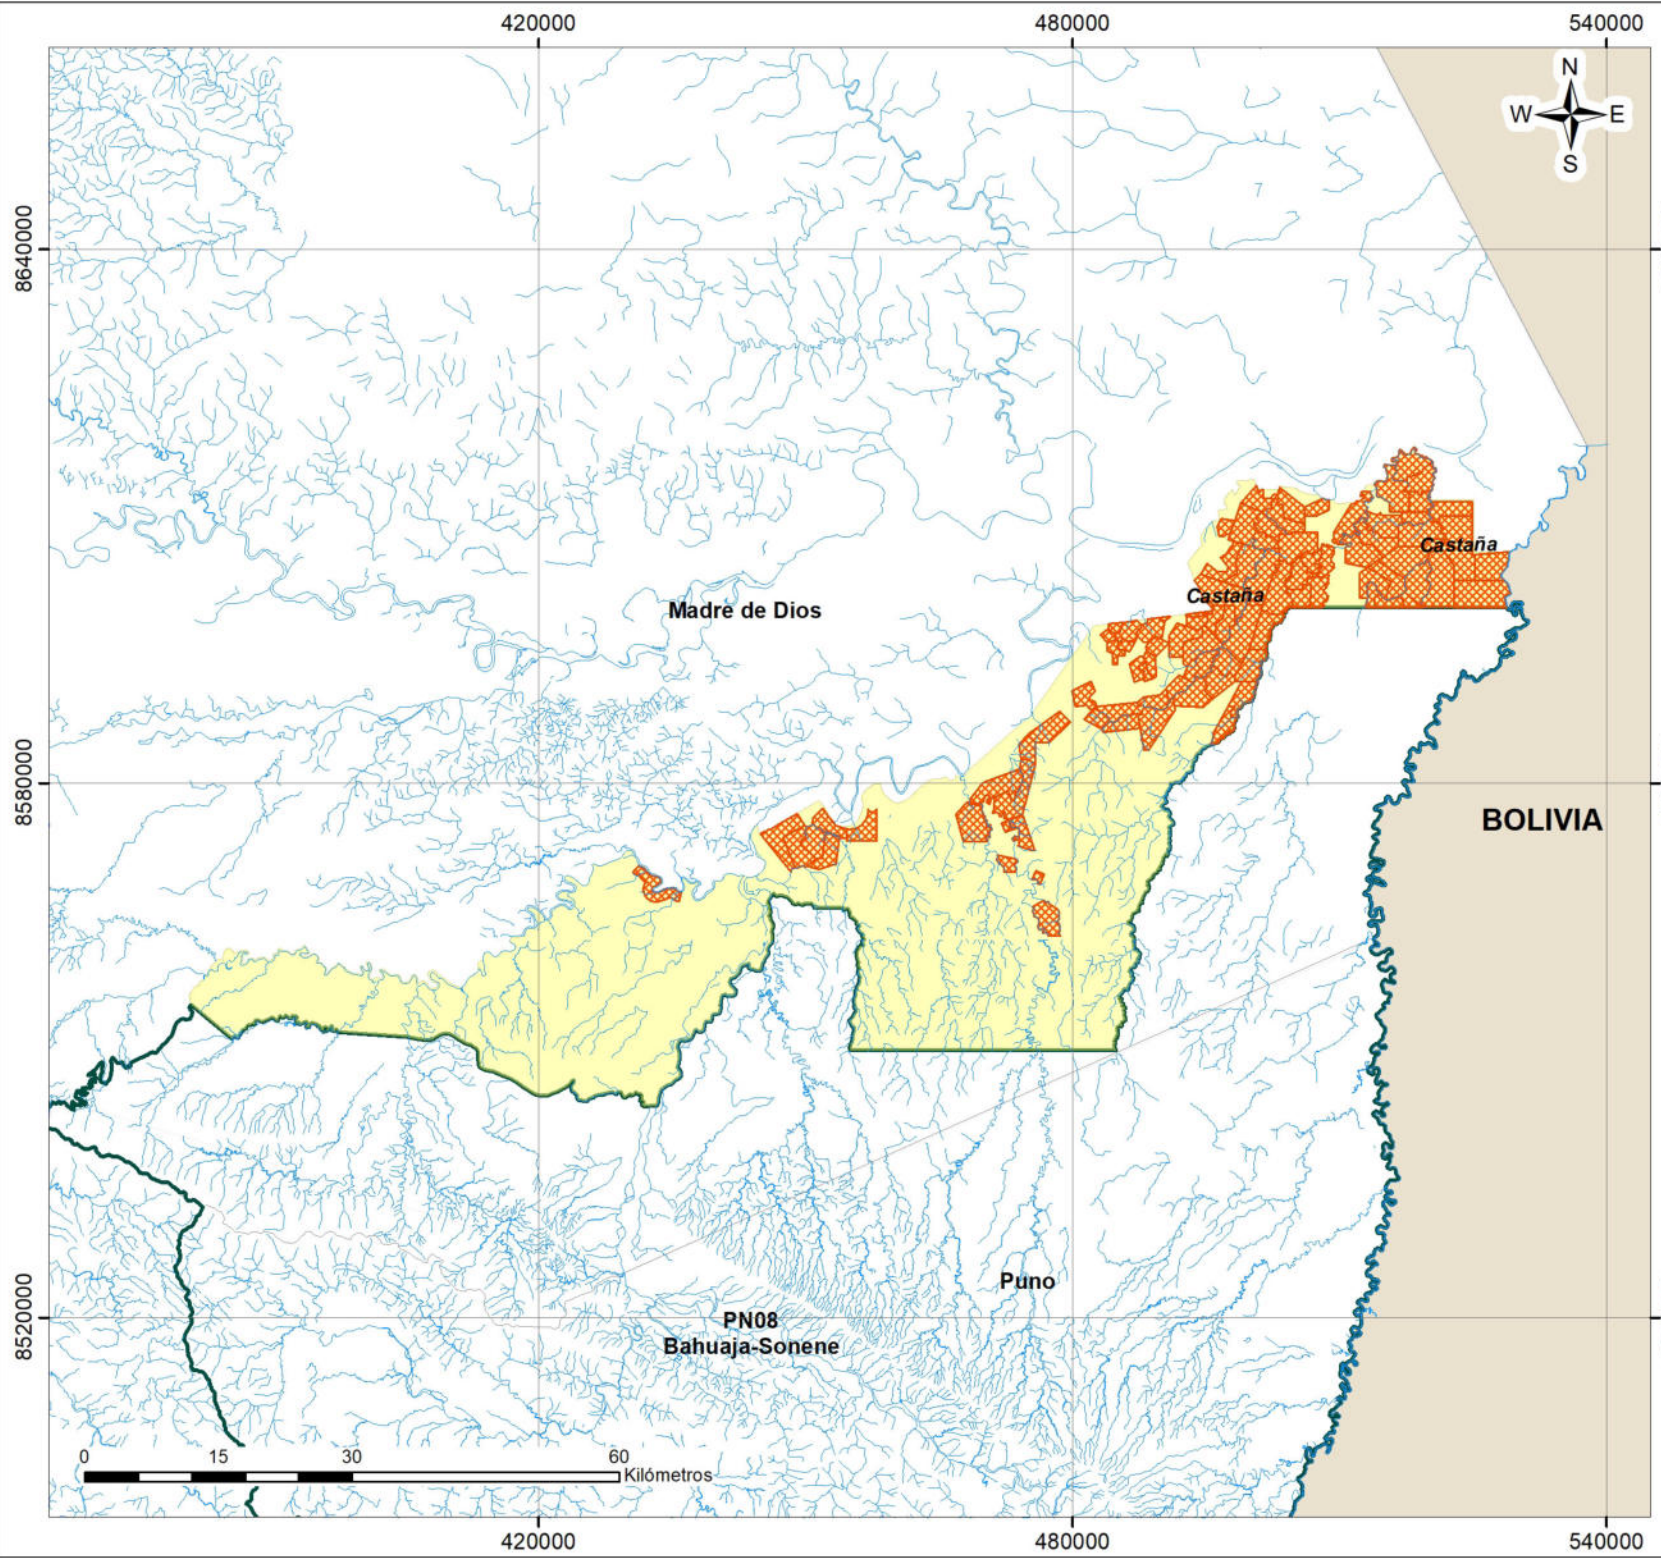 420000
480000
540000
N
W
E
S
7
8640000
Castaña
Castaña
Madre de Dios
8580000
BOLIVIA
Puno
PN08
Bahuaja-Sonene
8520000
0
15
30
60
Kilómetros
420000
480000
540000